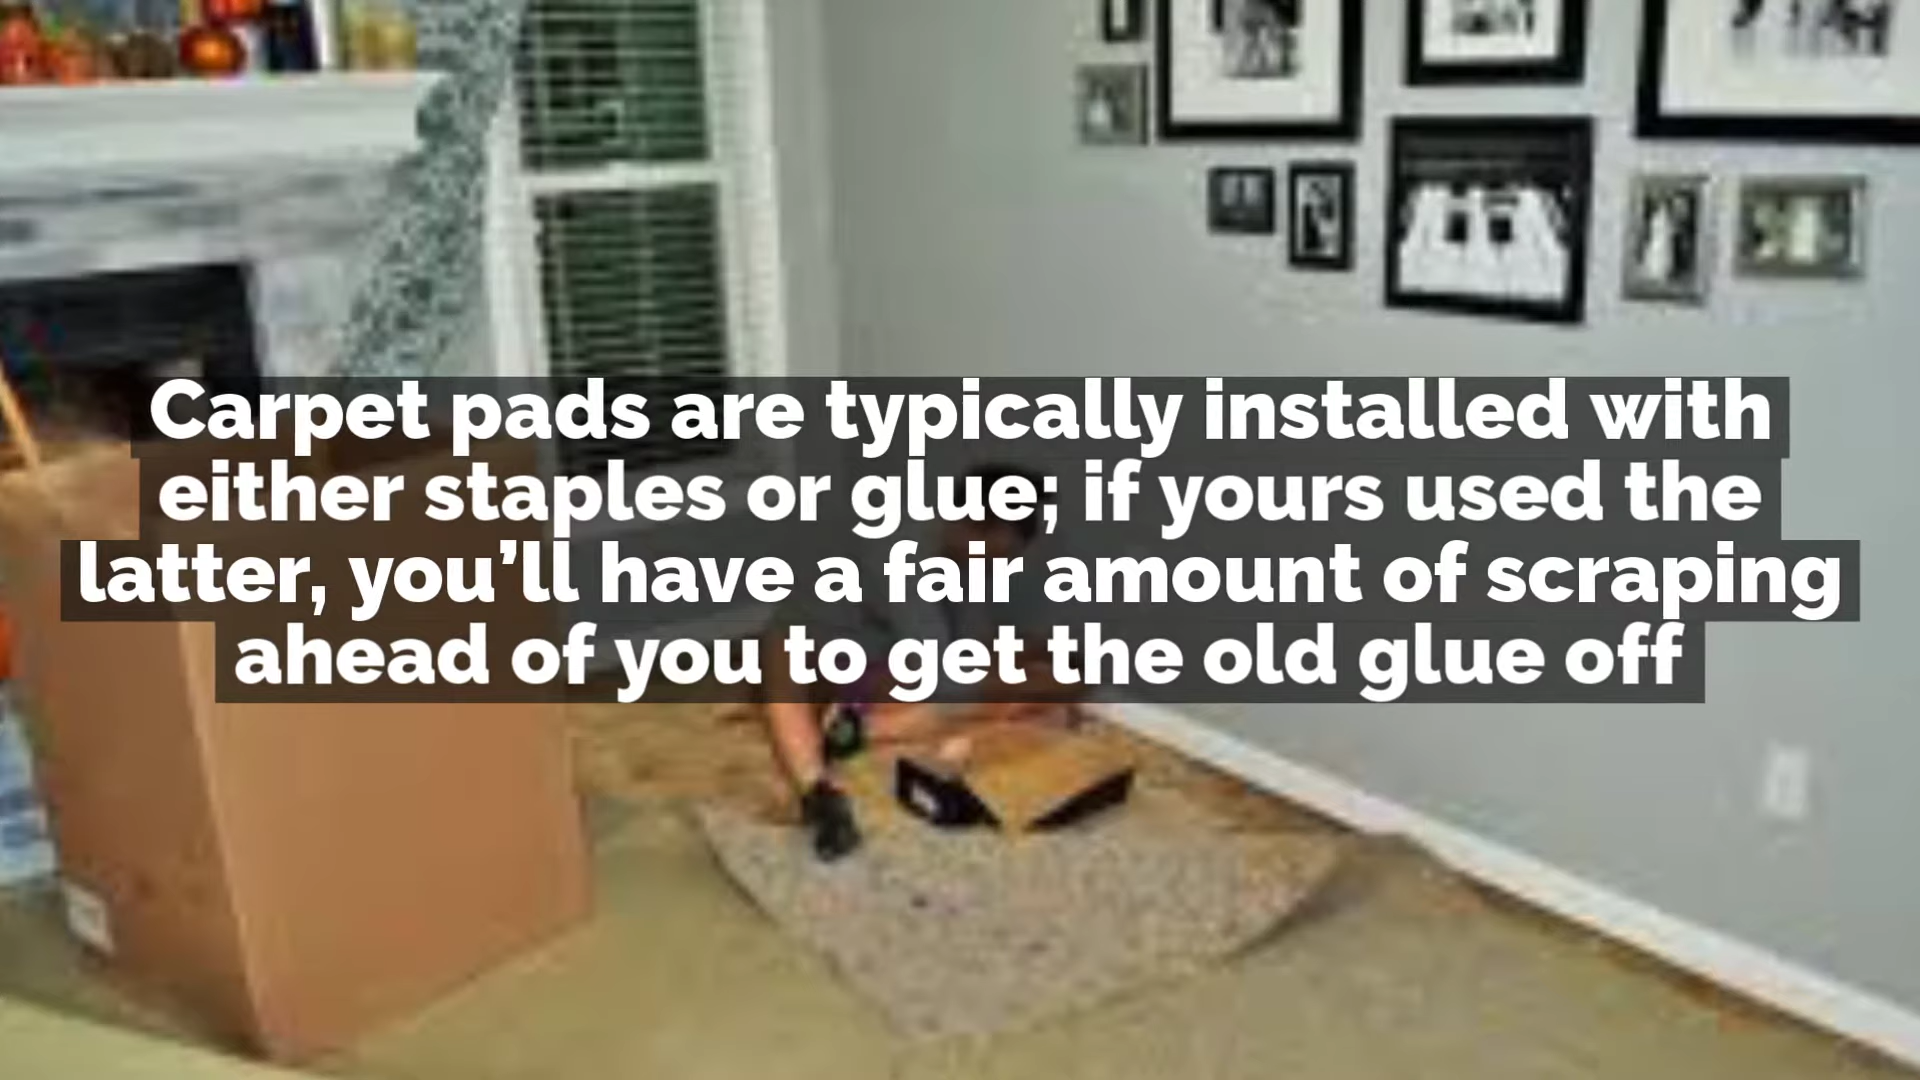 Carpet pads are typically installed with
either staples or glue; if yours used the
latter, you’ll have a fair amount of scraping
ahead of you to get the old glue off